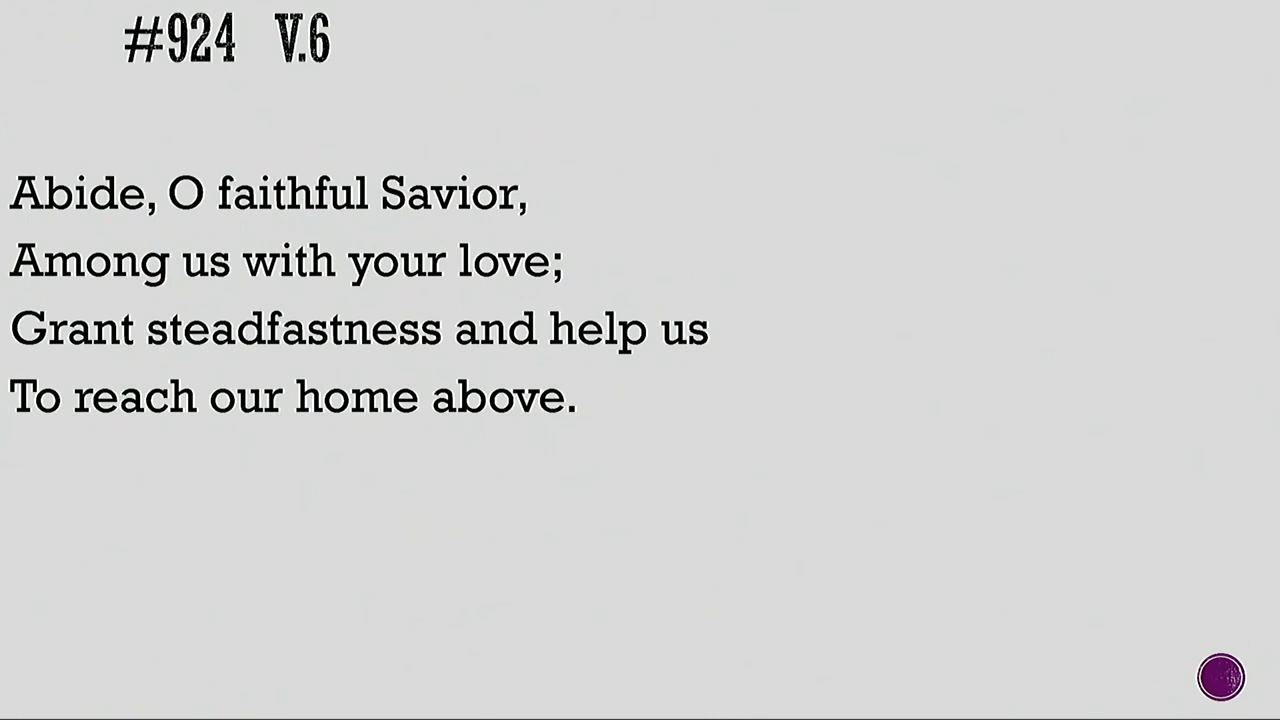 #924 V.6
Abide, O faithful Savior,
Among us with your love;
Grant steadfastness and help us
To reach our home above.